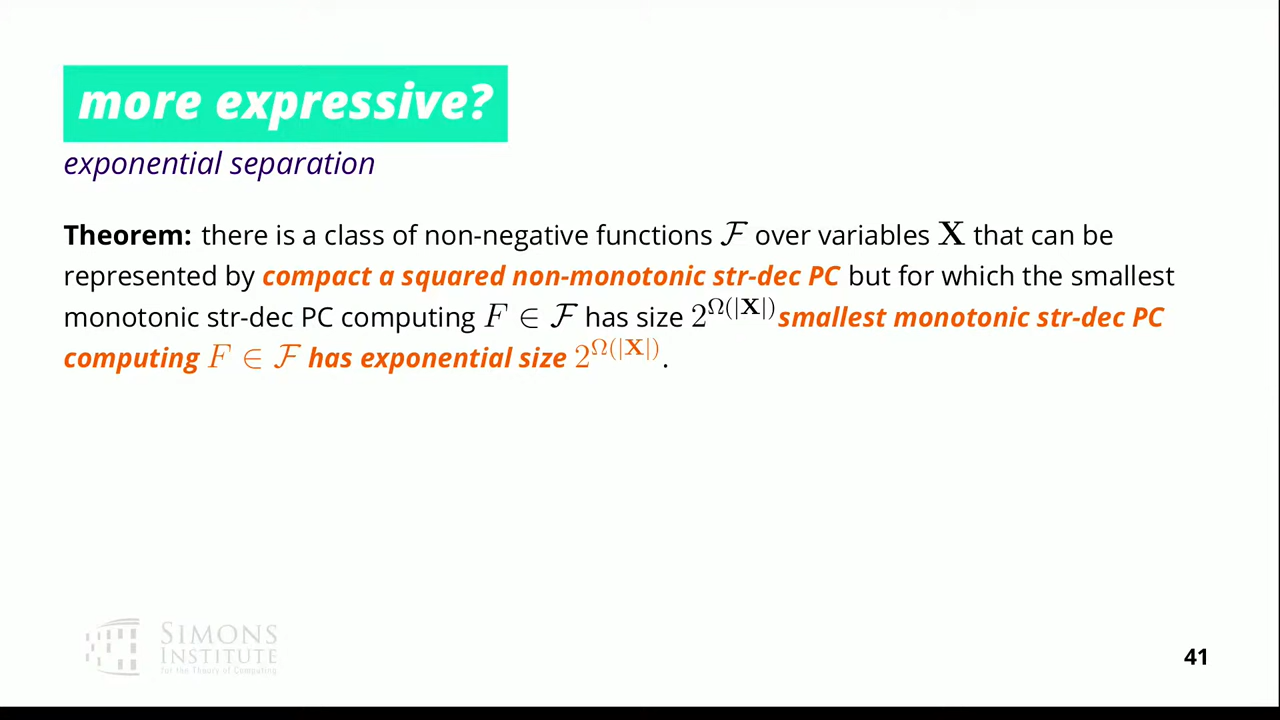 more expressive?
exponential separation
Theorem: there is a class of non-negative functions ℱ over variables 𝐗 that can be
represented by compact a squared non-monotonic str-dec PC but for which the smallest
monotonic str-dec PC computing F ∈ ℱ has size 2^Ω(|𝐗|) smallest monotonic str-dec PC
computing F ∈ ℱ has exponential size 2^Ω(|𝐗|).
SIMONS
INSTITUTE
for the Theory of Computing
41